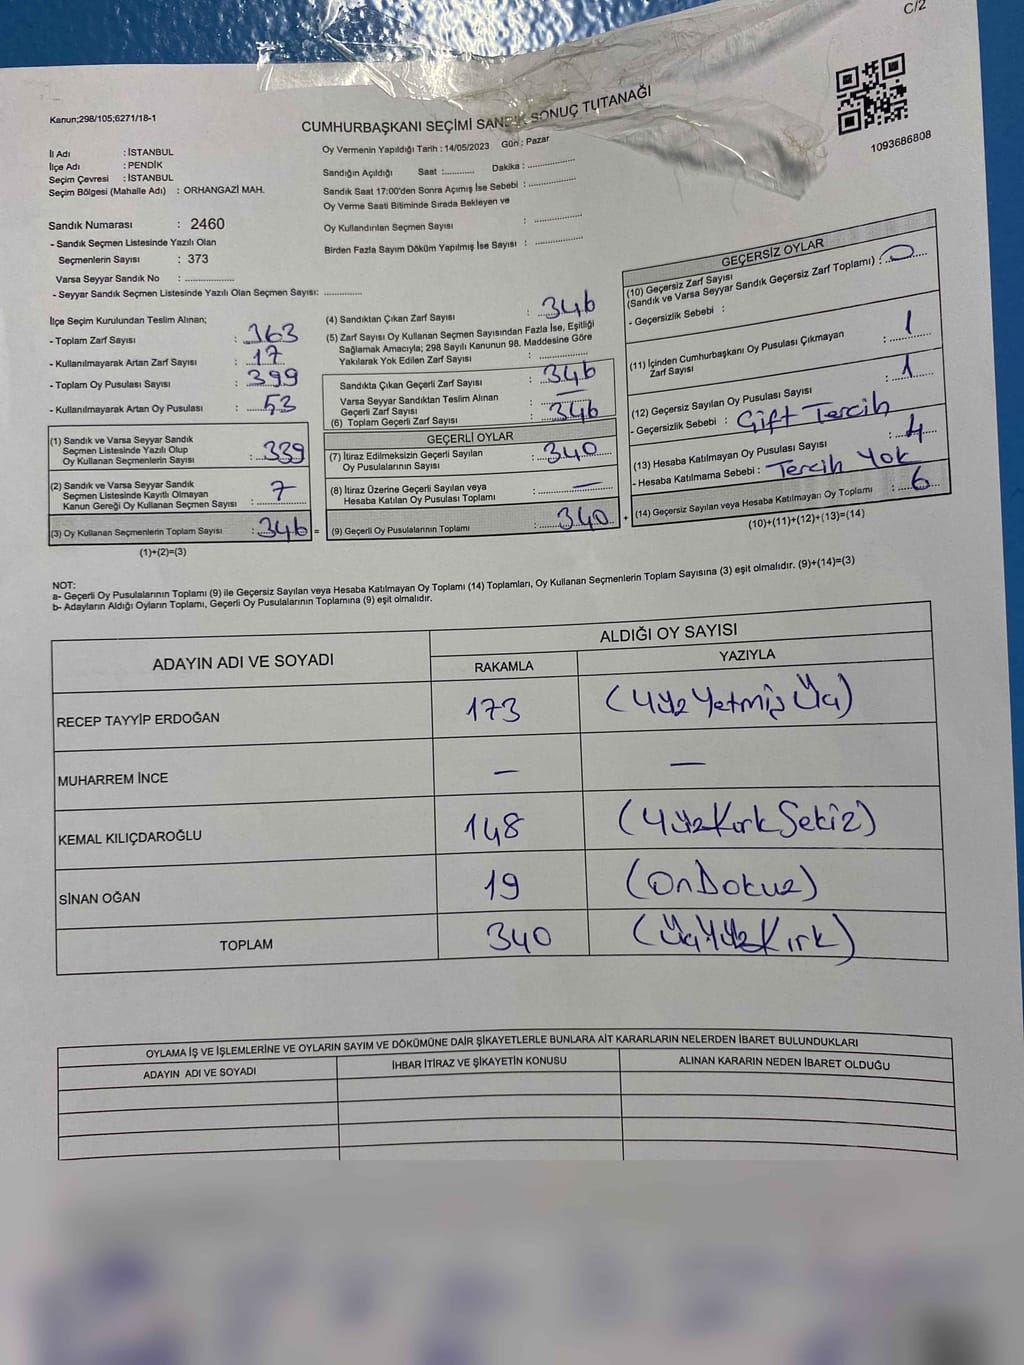 C/2
Kanun;298/105;6271/18-1
CUMHURBAŞKANI SEÇİMİ SANDIK SONUÇ TUTANAĞI
1093686808
İl Adı : İSTANBUL
İlçe Adı : PENDİK
Seçim Çevresi : İSTANBUL
Seçim Bölgesi (Mahalle Adı) : ORHANGAZİ MAH.
Oy Vermenin Yapıldığı Tarih : 14/05/2023 Gün : Pazar
Sandığın Açıldığı Saat :........... Dakika :................
Sandık Saat 17:00'den Sonra Açımış İse Sebebi :................
Oy Verme Saati Bitiminde Sırada Bekleyen ve
Oy Kullandırılan Seçmen Sayısı :................
Birden Fazla Sayım Döküm Yapılmış İse Sayısı :................
Sandık Numarası : 2460
- Sandık Seçmen Listesinde Yazılı Olan
Seçmenlerin Sayısı : 373
Varsa Seyyar Sandık No :................
- Seyyar Sandık Seçmen Listesinde Yazılı Olan Seçmen Sayısı:............
İlçe Seçim Kurulundan Teslim Alınan;
- Toplam Zarf Sayısı : 363
- Kullanılmayarak Artan Zarf Sayısı : 17
- Toplam Oy Pusulası Sayısı : 399
- Kullanılmayarak Artan Oy Pusulası : 53
(1) Sandık ve Varsa Seyyar Sandık
Seçmen Listesinde Yazılı Olup
Oy Kullanan Seçmenlerin Sayısı : 339
(2) Sandık ve Varsa Seyyar Sandık
Seçmen Listesinde Kayıtlı Olmayan
Kanun Gereği Oy Kullanan Seçmen Sayısı : 7
(3) Oy Kullanan Seçmenlerin Toplam Sayısı : 346 =
(1)+(2)=(3)
(4) Sandıktan Çıkan Zarf Sayısı : 346
(5) Zarf Sayısı Oy Kullanan Seçmen Sayısından Fazla İse, Eşitliği
Sağlamak Amacıyla; 298 Sayılı Kanunun 98. Maddesine Göre
Yakılarak Yok Edilen Zarf Sayısı :................
Sandıkta Çıkan Geçerli Zarf Sayısı : 346
Varsa Seyyar Sandıktan Teslim Alınan
Geçerli Zarf Sayısı : —
(6) Toplam Geçerli Zarf Sayısı : 346
GEÇERLİ OYLAR
(7) İtiraz Edilmeksizin Geçerli Sayılan
Oy Pusulalarının Sayısı : 340
(8) İtiraz Üzerine Geçerli Sayılan veya
Hesaba Katılan Oy Pusulası Toplamı : —
(9) Geçerli Oy Pusulalarının Toplamı : 340 +
GEÇERSİZ OYLAR
(10) Geçersiz Zarf Sayısı
(Sandık ve Varsa Seyyar Sandık Geçersiz Zarf Toplamı) : 0
- Geçersizlik Sebebi :
(11) İçinden Cumhurbaşkanı Oy Pusulası Çıkmayan
Zarf Sayısı : 1
(12) Geçersiz Sayılan Oy Pusulası Sayısı : 1
- Geçersizlik Sebebi : Çift Tercih
(13) Hesaba Katılmayan Oy Pusulası Sayısı : 4
- Hesaba Katılmama Sebebi : Tercih Yok
(14) Geçersiz Sayılan veya Hesaba Katılmayan Oy Toplamı : 6
(10)+(11)+(12)+(13)=(14)
NOT:
a- Geçerli Oy Pusulalarının Toplamı (9) ile Geçersiz Sayılan veya Hesaba Katılmayan Oy Toplamı (14) Toplamları, Oy Kullanan Seçmenlerin Toplam Sayısına (3) eşit olmalıdır. (9)+(14)=(3)
b- Adayların Aldığı Oyların Toplamı, Geçerli Oy Pusulalarının Toplamına (9) eşit olmalıdır.
ADAYIN ADI VE SOYADI ALDIĞI OY SAYISI
RAKAMLA YAZIYLA
RECEP TAYYİP ERDOĞAN 173 (YüzYetmişÜç)
MUHARREM İNCE — —
KEMAL KILIÇDAROĞLU 148 (YüzKırkSekiz)
SİNAN OĞAN 19 (OnDokuz)
TOPLAM 340 (ÜçYüzKırk)
OYLAMA İŞ VE İŞLEMLERİNE VE OYLARIN SAYIM VE DÖKÜMÜNE DAİR ŞİKAYETLERLE BUNLARA AİT KARARLARIN NELERDEN İBARET BULUNDUKLARI
ADAYIN ADI VE SOYADI İHBAR İTİRAZ VE ŞİKAYETİN KONUSU ALINAN KARARIN NEDEN İBARET OLDUĞU